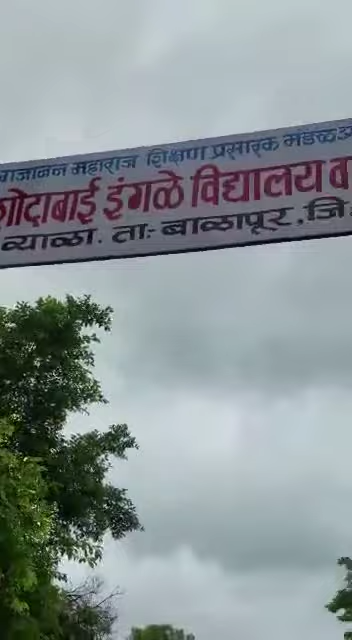 गजानन महाराज शिक्षण प्रसारक मंडळ
गोदाबाई इंगळे विद्यालय व
व्याळा. ता:- बाळापूर, जि.